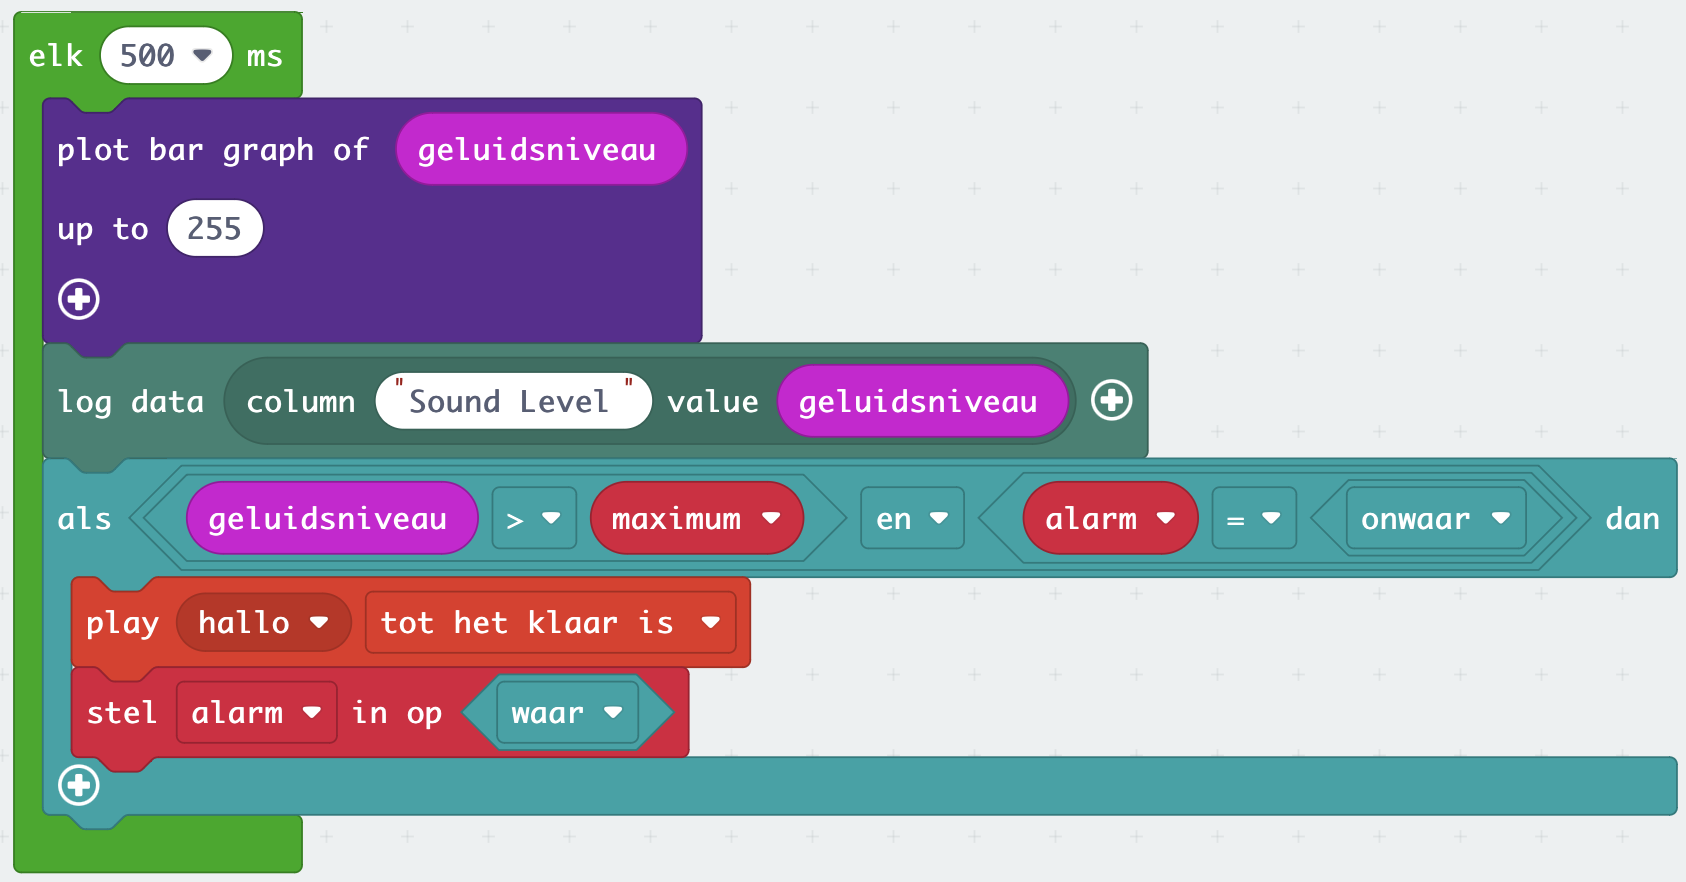 elk 500 ms
plot bar graph of geluidsniveau
up to 255
log data column "Sound Level" value geluidsniveau
als geluidsniveau > maximum en alarm = onwaar dan
play hallo tot het klaar is
stel alarm in op waar